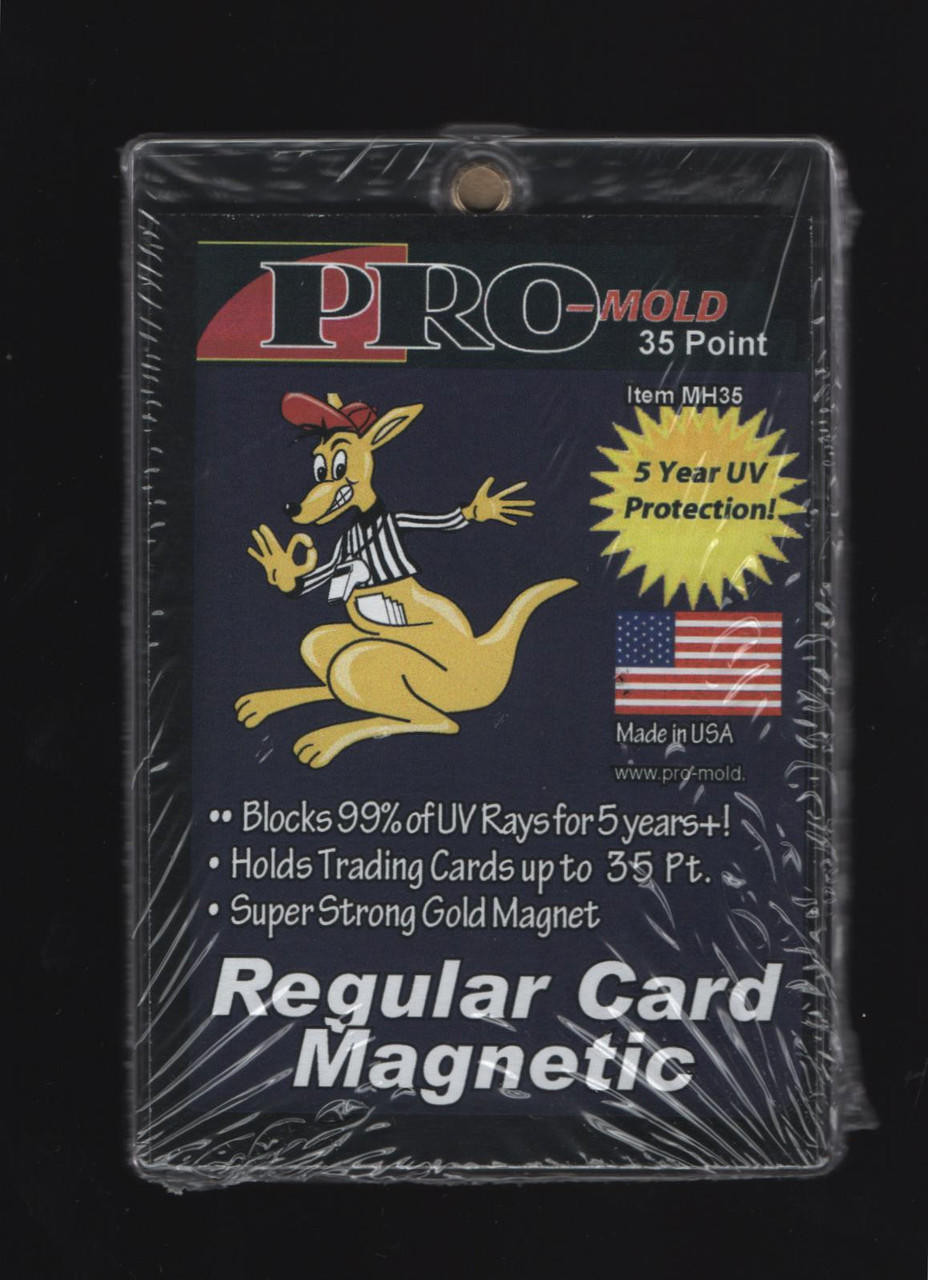 PRO-MOLD
35 Point
Item MH35
5 Year UV
Protection!
Made in USA
www.pro-mold.
•• Blocks 99% of UV Rays for 5 years+!
• Holds Trading Cards up to 35 Pt.
• Super Strong Gold Magnet
Regular Card
Magnetic